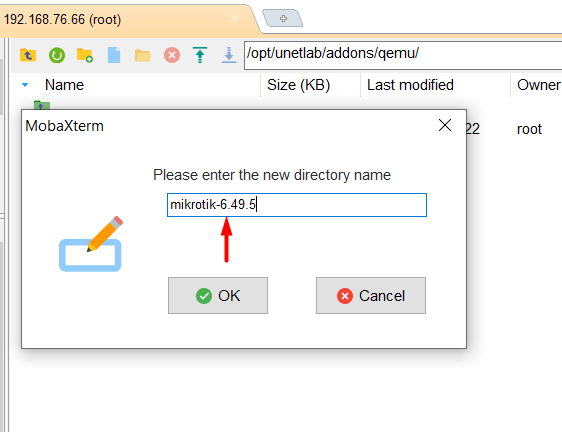 192.168.76.66 (root)
/opt/unetlab/addons/qemu/
Name Size (KB) Last modified Owner
22 root
MobaXterm
Please enter the new directory name
mikrotik-6.49.5
OK Cancel